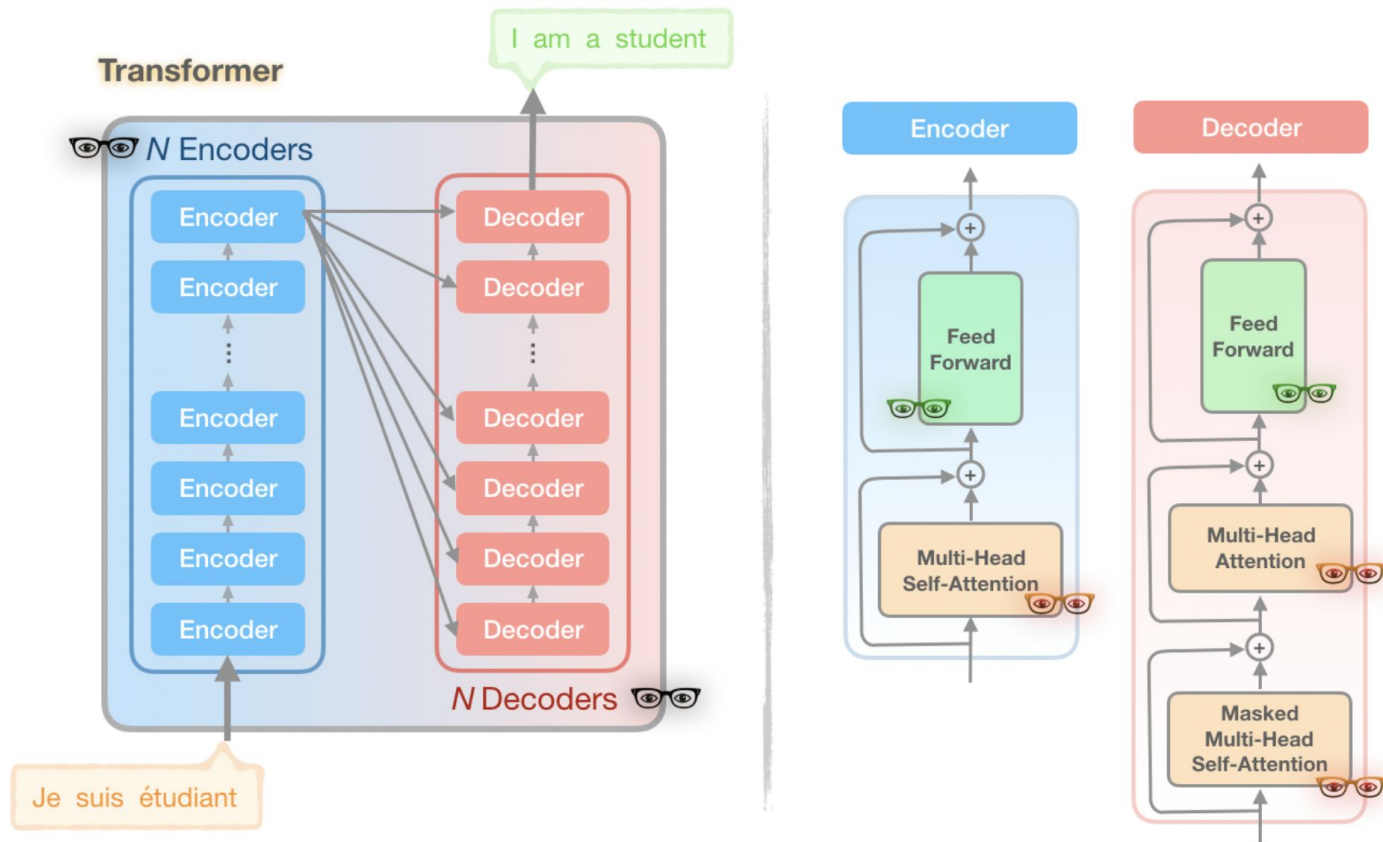 I am a student
Transformer
N Encoders
Encoder
Encoder
...
Encoder
Encoder
Encoder
Encoder
Decoder
Decoder
...
Decoder
Decoder
Decoder
Decoder
N Decoders
Je suis étudiant
Encoder
Feed
Forward
Multi-Head
Self-Attention
Decoder
Feed
Forward
Multi-Head
Attention
Masked
Multi-Head
Self-Attention